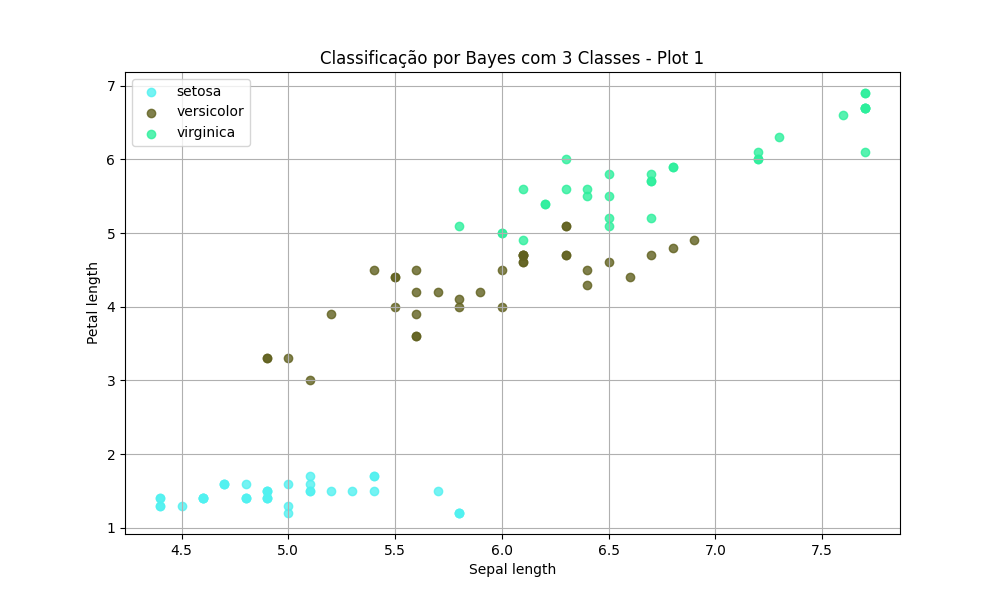 Classificação por Bayes com 3 Classes - Plot 1
setosa
versicolor
virginica
Petal length
7
6
5
4
3
2
1
4.5 5.0 5.5 6.0 6.5 7.0 7.5
Sepal length